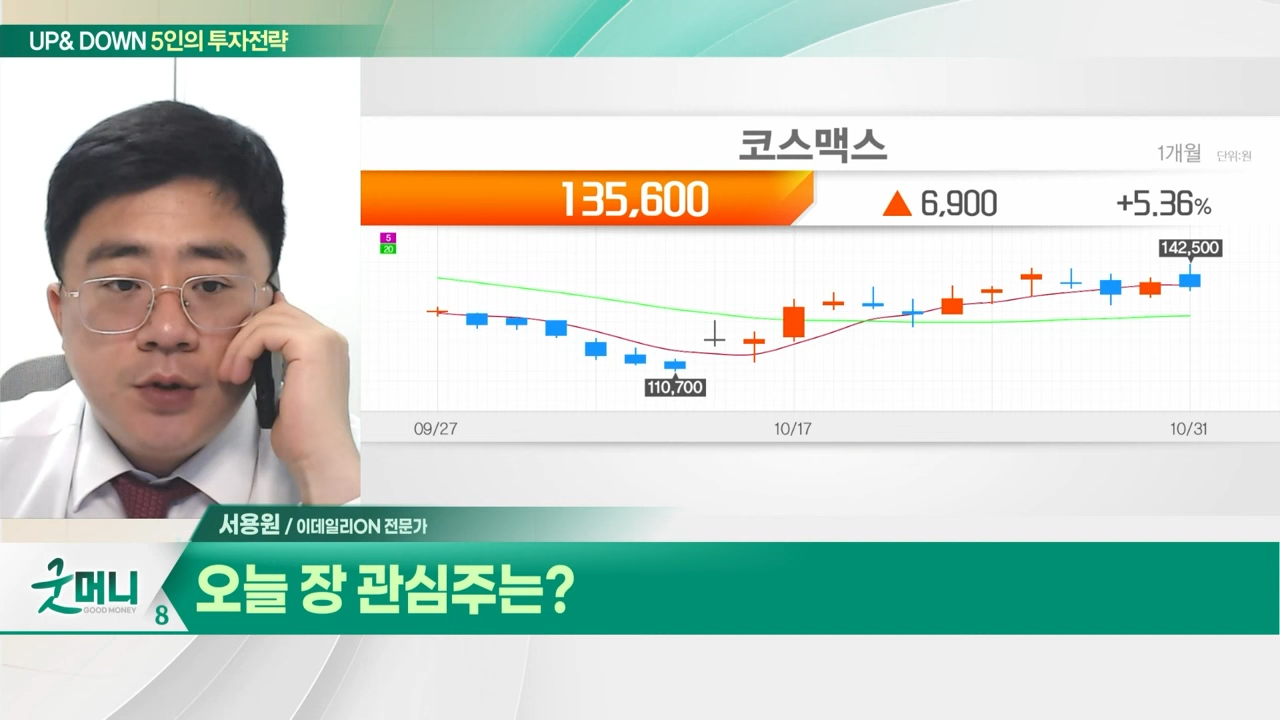 UP& DOWN 5인의 투자전략
코스맥스
1개월 단위:원
135,600 ▲ 6,900 +5.36%
5
20
142,500
110,700
09/27 10/17 10/31
서용원 / 이데일리ON 전문가
굿머니
GOOD MONEY
8
오늘 장 관심주는?